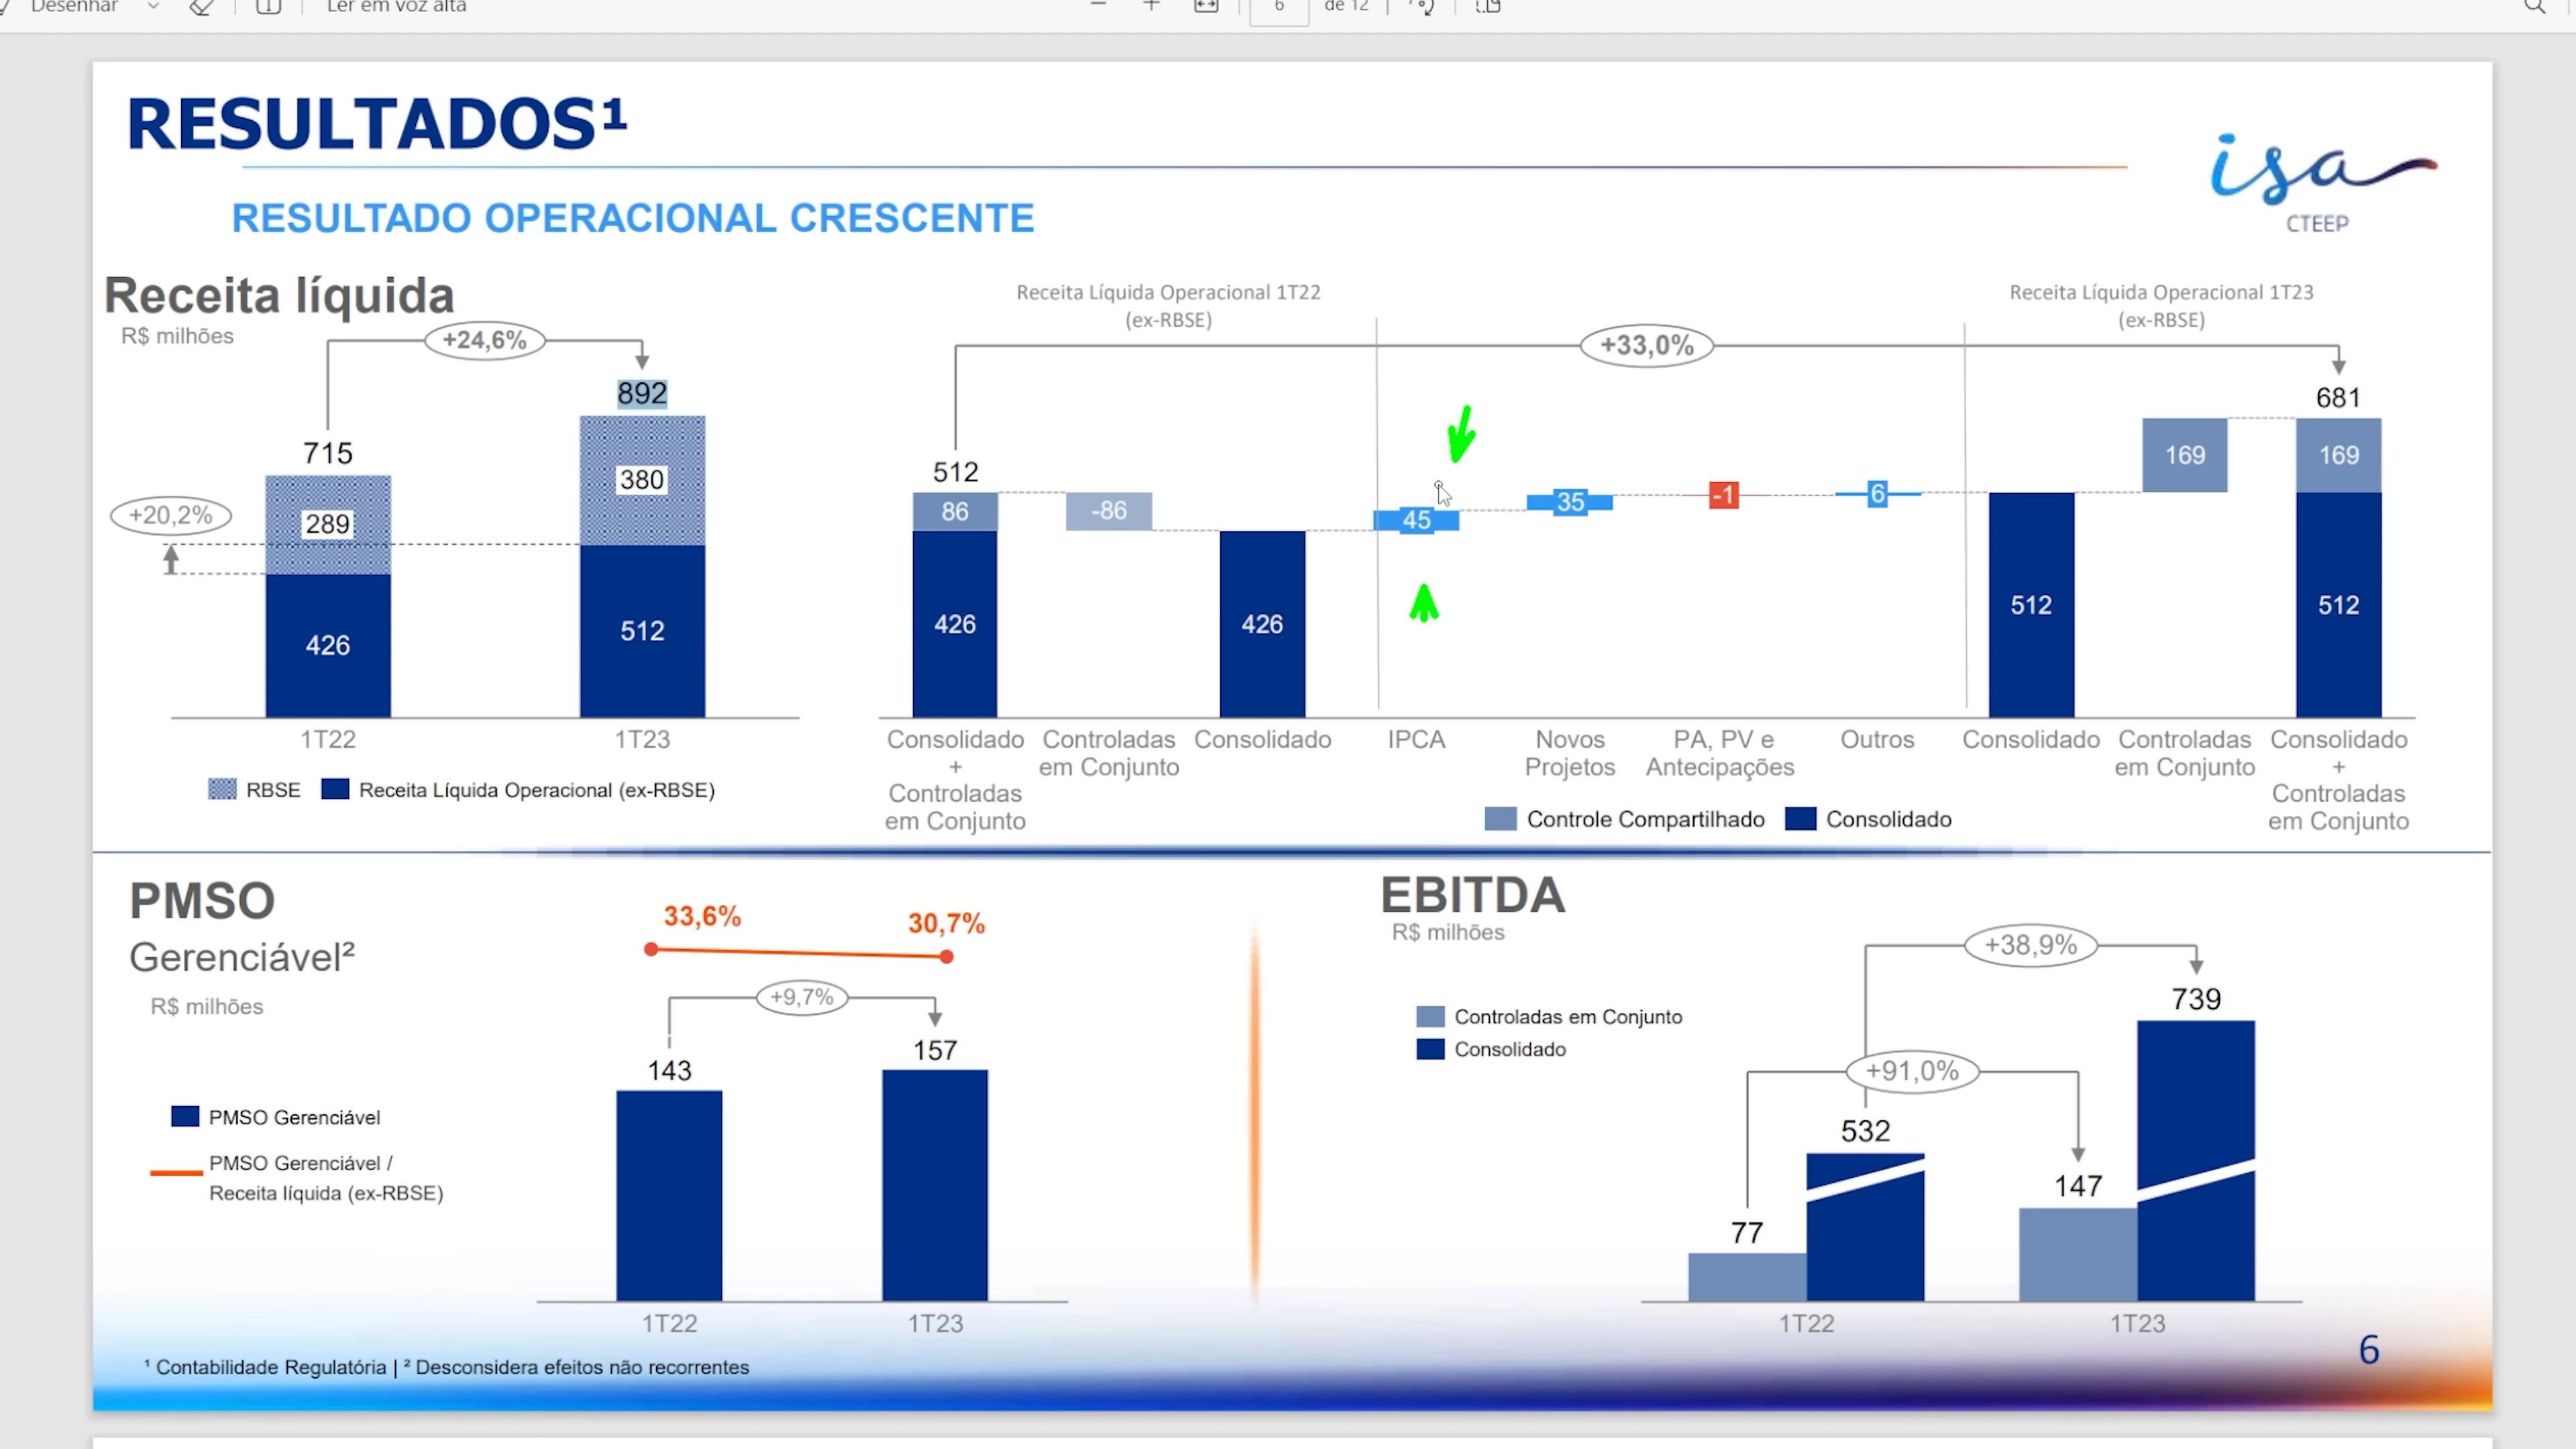 Desenhar
Ler em voz alta
6
de 12
RESULTADOS¹
isa
CTEEP
RESULTADO OPERACIONAL CRESCENTE
Receita líquida
R$ milhões
+24,6%
892
715
380
+20,2%
289
426
512
1T22
1T23
RBSE
Receita Líquida Operacional (ex-RBSE)
Receita Líquida Operacional 1T22
(ex-RBSE)
Receita Líquida Operacional 1T23
(ex-RBSE)
+33,0%
512
86
426
-86
426
45
35
-1
6
512
169
681
169
512
Consolidado
+
Controladas
em Conjunto
Controladas
em Conjunto
Consolidado
IPCA
Novos
Projetos
PA, PV e
Antecipações
Outros
Consolidado
Controladas
em Conjunto
Consolidado
+
Controladas
em Conjunto
Controle Compartilhado
Consolidado
PMSO
Gerenciável²
R$ milhões
33,6%
30,7%
+9,7%
143
157
PMSO Gerenciável
PMSO Gerenciável /
Receita líquida (ex-RBSE)
1T22
1T23
EBITDA
R$ milhões
Controladas em Conjunto
Consolidado
+38,9%
739
+91,0%
532
147
77
1T22
1T23
¹ Contabilidade Regulatória | ² Desconsidera efeitos não recorrentes
6